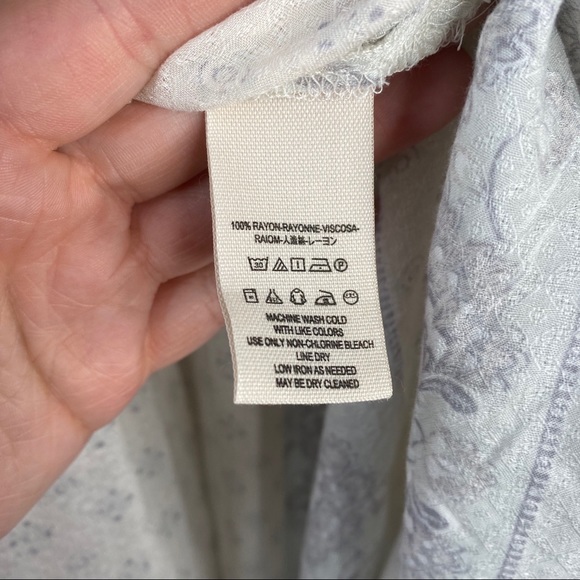 100% RAYON-RAYONNE-VISCOSA-
RAIOM-人造絲-レーヨン
30 P
MACHINE WASH COLD
WITH LIKE COLORS
USE ONLY NON-CHLORINE BLEACH
LINE DRY
LOW IRON AS NEEDED
MAY BE DRY CLEANED